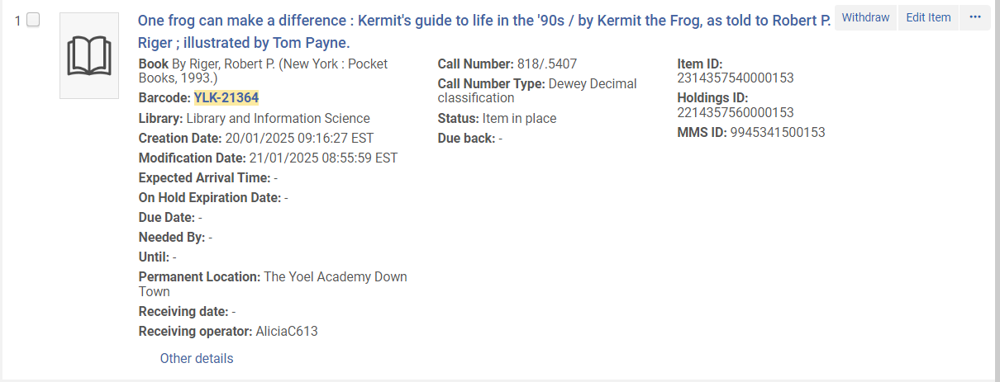 1
One frog can make a difference : Kermit's guide to life in the '90s / by Kermit the Frog, as told to Robert P.
Riger ; illustrated by Tom Payne.
Withdraw
Edit Item
•••
Book By Riger, Robert P. (New York : Pocket
Books, 1993.)
Barcode: YLK-21364
Library: Library and Information Science
Creation Date: 20/01/2025 09:16:27 EST
Modification Date: 21/01/2025 08:55:59 EST
Expected Arrival Time: -
On Hold Expiration Date: -
Due Date: -
Needed By: -
Until: -
Permanent Location: The Yoel Academy Down
Town
Receiving date: -
Receiving operator: AliciaC613
Other details
Call Number: 818/.5407
Call Number Type: Dewey Decimal
classification
Status: Item in place
Due back: -
Item ID:
2314357540000153
Holdings ID:
2214357560000153
MMS ID: 9945341500153